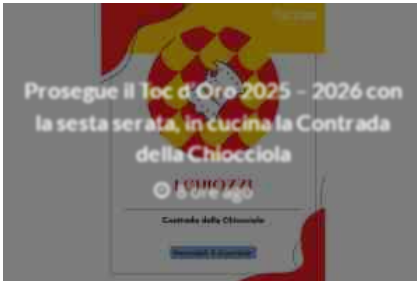 Prosegue il Toc d'Oro 2025 – 2026 con
la sesta serata, in cucina la Contrada
della Chiocciola
6 ore ago
Contrada della Chiocciola